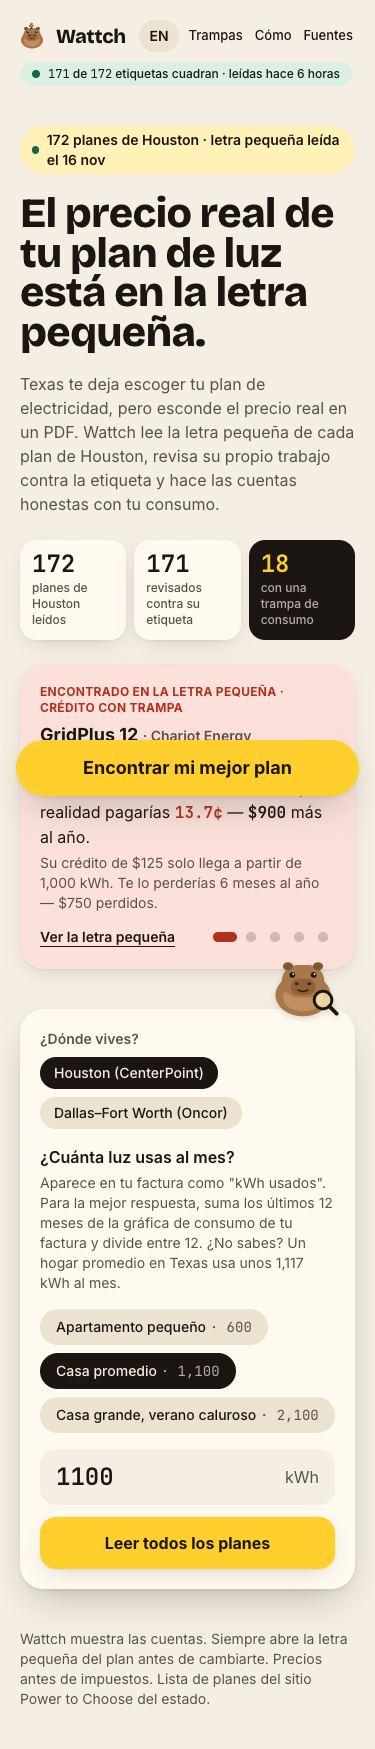 Wattch EN Trampas Cómo Fuentes
171 de 172 etiquetas cuadran · leídas hace 6 horas
172 planes de Houston · letra pequeña leída
el 16 nov
El precio real de
tu plan de luz
está en la letra
pequeña.
Texas te deja escoger tu plan de
electricidad, pero esconde el precio real en
un PDF. Wattch lee la letra pequeña de cada
plan de Houston, revisa su propio trabajo
contra la etiqueta y hace las cuentas
honestas con tu consumo.
172
planes de
Houston
leídos
171
revisados
contra su
etiqueta
18
con una
trampa de
consumo
ENCONTRADO EN LA LETRA PEQUEÑA ·
CRÉDITO CON TRAMPA
GridPlus 12 · Chariot Energy
Encontrar mi mejor plan
realidad pagarías 13.7¢ — $900 más
al año.
Su crédito de $125 solo llega a partir de
1,000 kWh. Te lo perderías 6 meses al año
— $750 perdidos.
Ver la letra pequeña
¿Dónde vives?
Houston (CenterPoint)
Dallas–Fort Worth (Oncor)
¿Cuánta luz usas al mes?
Aparece en tu factura como "kWh usados".
Para la mejor respuesta, suma los últimos 12
meses de la gráfica de consumo de tu
factura y divide entre 12. ¿No sabes? Un
hogar promedio en Texas usa unos 1,117
kWh al mes.
Apartamento pequeño · 600
Casa promedio · 1,100
Casa grande, verano caluroso · 2,100
1100 kWh
Leer todos los planes
Wattch muestra las cuentas. Siempre abre la letra
pequeña del plan antes de cambiarte. Precios
antes de impuestos. Lista de planes del sitio
Power to Choose del estado.